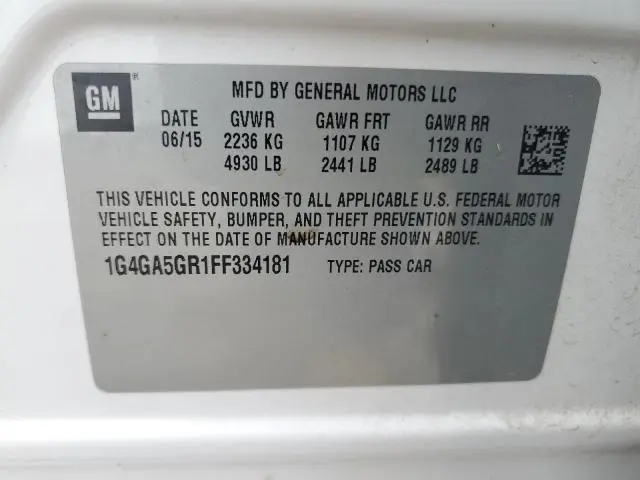 GM ®
MFD BY GENERAL MOTORS LLC
DATE GVWR GAWR FRT GAWR RR
06/15 2236 KG 1107 KG 1129 KG
4930 LB 2441 LB 2489 LB
THIS VEHICLE CONFORMS TO ALL APPLICABLE U.S. FEDERAL MOTOR
VEHICLE SAFETY, BUMPER, AND THEFT PREVENTION STANDARDS IN
EFFECT ON THE DATE OF MANUFACTURE SHOWN ABOVE.
1G4GA5GR1FF334181 TYPE: PASS CAR